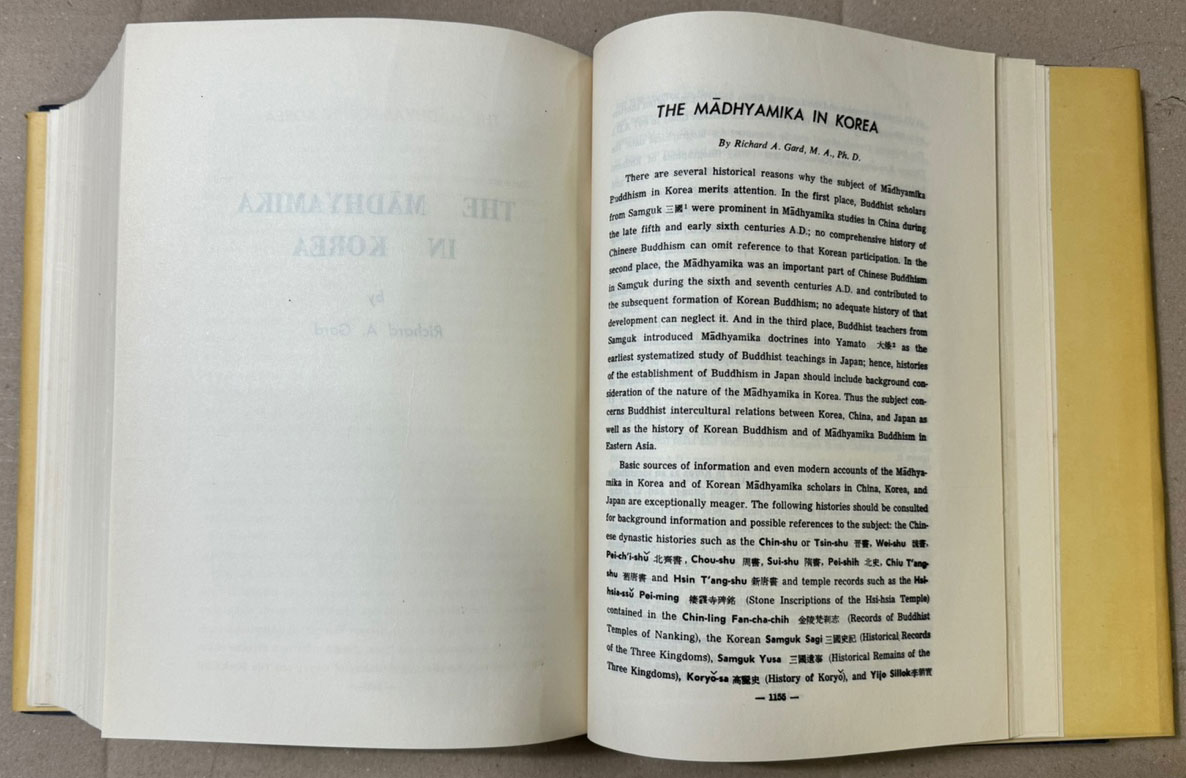 THE MĀDHYAMIKA IN KOREA
By Richard A. Gard, M. A., Ph. D.
There are several historical reasons why the subject of Mādhyamika
Buddhism in Korea merits attention. In the first place, Buddhist scholars
from Samguk 三國¹ were prominent in Mādhyamika studies in China during
the late fifth and early sixth centuries A.D.; no comprehensive history of
Chinese Buddhism can omit reference to that Korean participation. In the
second place, the Mādhyamika was an important part of Chinese Buddhism
in Samguk during the sixth and seventh centuries A.D. and contributed to
the subsequent formation of Korean Buddhism; no adequate history of that
development can neglect it. And in the third place, Buddhist teachers from
Samguk introduced Mādhyamika doctrines into Yamato 大倭² as the
earliest systematized study of Buddhist teachings in Japan; hence, histories
of the establishment of Buddhism in Japan should include background con-
sideration of the nature of the Mādhyamika in Korea. Thus the subject con-
cerns Buddhist intercultural relations between Korea, China, and Japan as
well as the history of Korean Buddhism and of Mādhyamika Buddhism in
Eastern Asia.
Basic sources of information and even modern accounts of the Mādhya-
mika in Korea and of Korean Mādhyamika scholars in China, Korea, and
Japan are exceptionally meager. The following histories should be consulted
for background information and possible references to the subject: the Chin-
ese dynastic histories such as the Chin-shu or Tsin-shu 晉書, Wei-shu 魏書,
Pei-ch'i-shŭ 北齊書, Chou-shu 周書, Sui-shu 隋書, Pei-shih 北史, Chiu T'ang-
shu 舊唐書 and Hsin T'ang-shu 新唐書 and temple records such as the Hsi-
hsia-ssŭ Pei-ming 寺碑銘 (Stone Inscriptions of the Hsi-hsia Temple)
contained in the Chin-ling Fan-cha-chih 金陵梵刹志 (Records of Buddhist
Temples of Nanking), the Korean Samguk Sagi 三國史記 (Historical Records
of the Three Kingdoms), Samguk Yusa 三國遺事 (Historical Remains of the
Three Kingdoms), Koryŏ-sa 高麗史 (History of Koryŏ), and Yijo Sillok 李朝實
— 1155 —
THE MĀDHYAMIKA
IN KOREA
by
Richard A. Gard